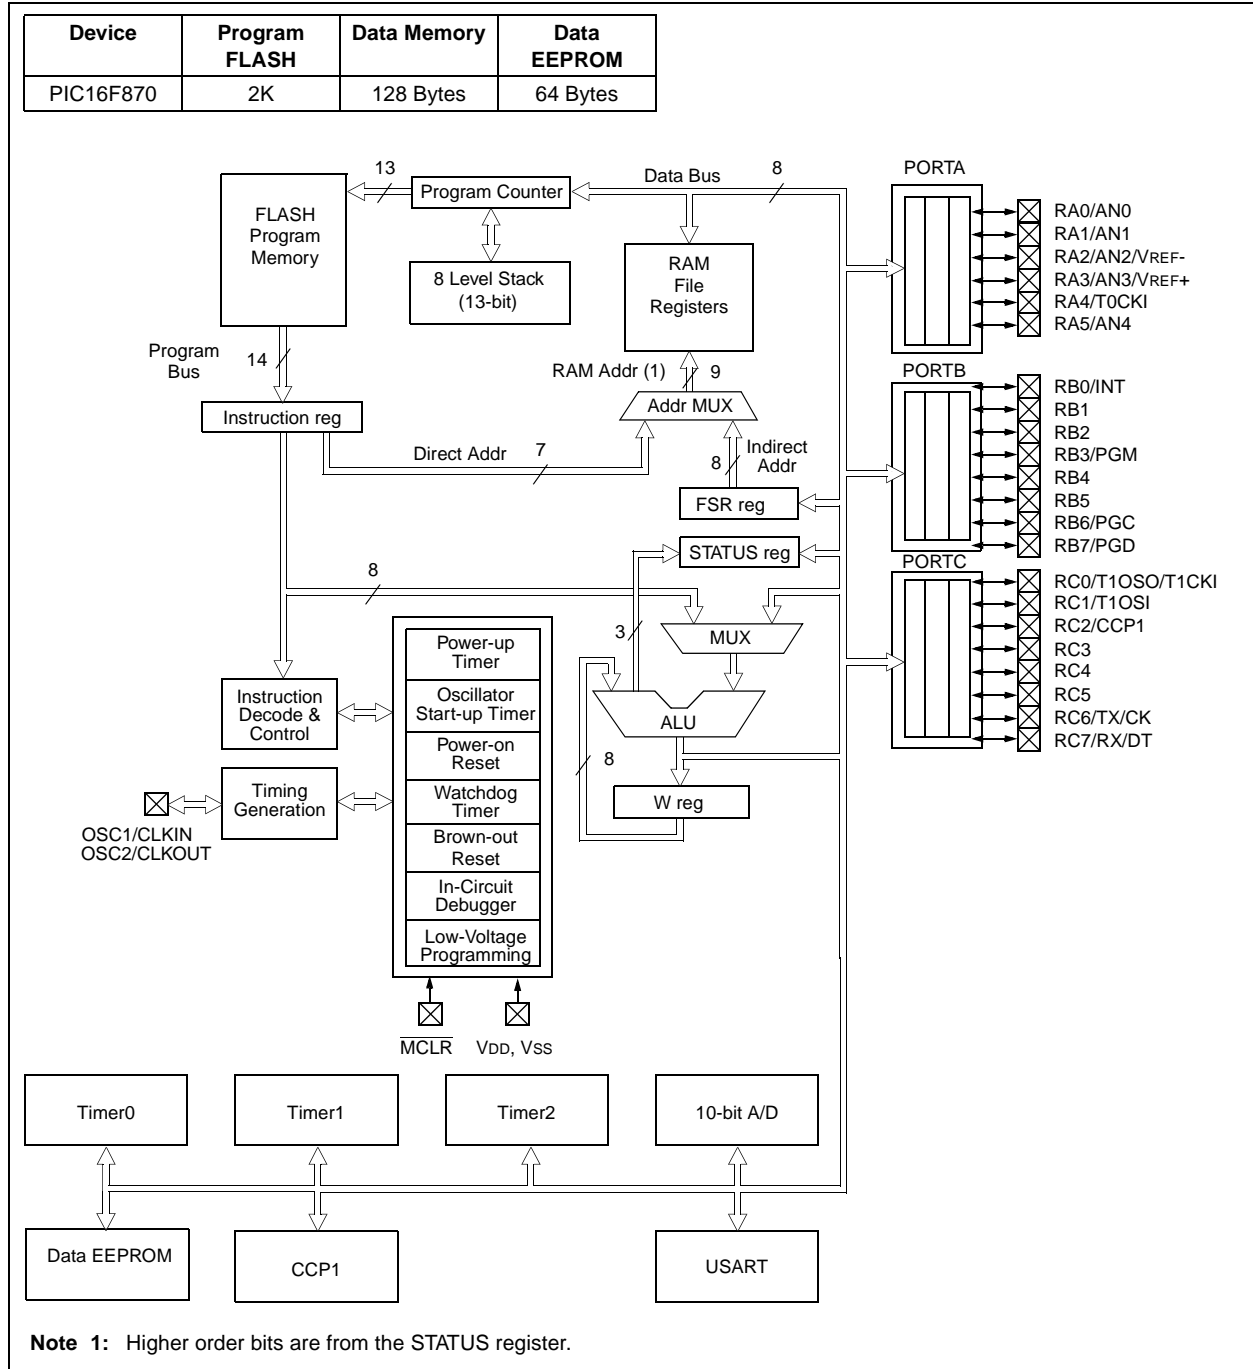 Device Program FLASH Data Memory Data EEPROM
PIC16F870 2K 128 Bytes 64 Bytes
13
Program Counter
Data Bus
8
FLASH
Program
Memory
8 Level Stack
(13-bit)
RAM
File
Registers
Program
Bus
14
RAM Addr (1)
9
Instruction reg
Addr MUX
Direct Addr
7
8
Indirect
Addr
FSR reg
STATUS reg
8
3
MUX
ALU
8
W reg
Power-up
Timer
Oscillator
Start-up Timer
Power-on
Reset
Watchdog
Timer
Brown-out
Reset
In-Circuit
Debugger
Low-Voltage
Programming
Instruction
Decode &
Control
Timing
Generation
OSC1/CLKIN
OSC2/CLKOUT
MCLR
VDD, VSS
PORTA
RA0/AN0
RA1/AN1
RA2/AN2/VREF-
RA3/AN3/VREF+
RA4/T0CKI
RA5/AN4
PORTB
RB0/INT
RB1
RB2
RB3/PGM
RB4
RB5
RB6/PGC
RB7/PGD
PORTC
RC0/T1OSO/T1CKI
RC1/T1OSI
RC2/CCP1
RC3
RC4
RC5
RC6/TX/CK
RC7/RX/DT
Timer0
Timer1
Timer2
10-bit A/D
Data EEPROM
CCP1
USART
Note 1: Higher order bits are from the STATUS register.